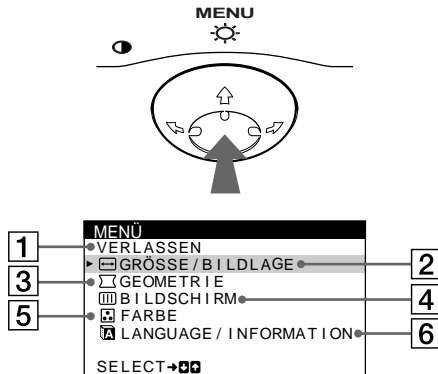 MENU
MENÜ
1 VERLASSEN
GRÖSSE/BILDLAGE 2
3 GEOMETRIE
BILDSCHIRM 4
5 FARBE
LANGUAGE/INFORMATION 6
SELECT→